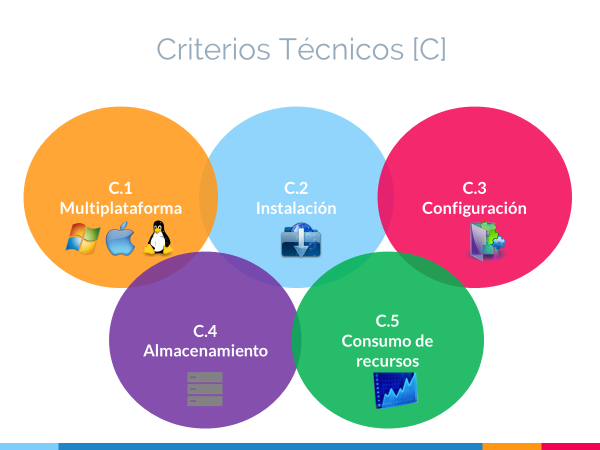 Criterios Técnicos [C]
C.1
Multiplataforma
C.2
Instalación
C.3
Configuración
C.4
Almacenamiento
C.5
Consumo de
recursos